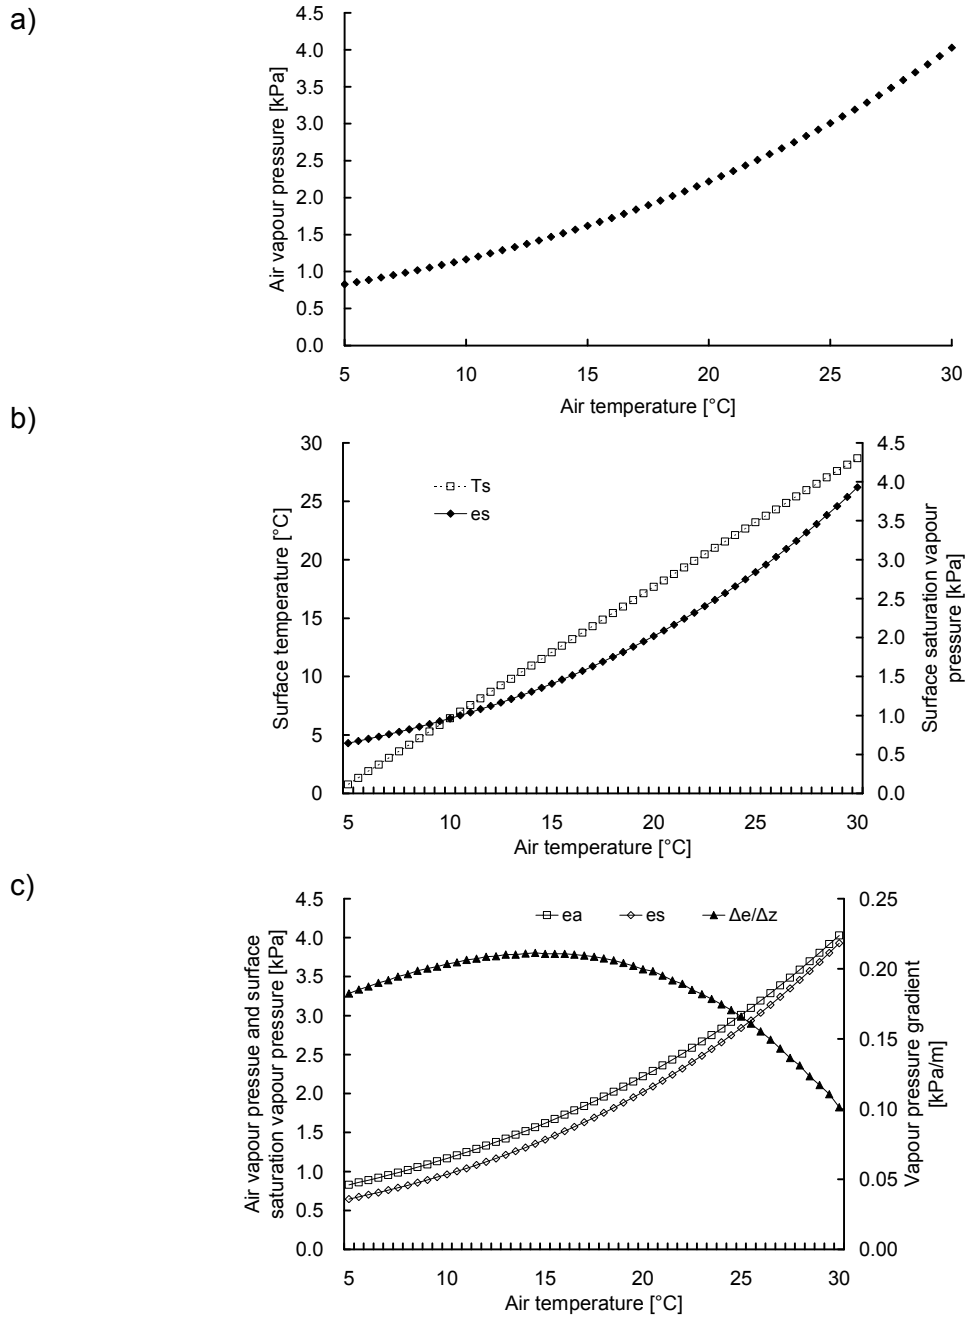 a)
Air vapour pressure [kPa]
4.5
4.0
3.5
3.0
2.5
2.0
1.5
1.0
0.5
0.0
5 10 15 20 25 30
Air temperature [°C]
b)
Surface temperature [°C]
30
25
20
15
10
5
0
Ts
es
4.5
4.0
3.5
3.0
2.5
2.0
1.5
1.0
0.5
0.0
Surface saturation vapour
pressure [kPa]
5 10 15 20 25 30
Air temperature [°C]
c)
Air vapour pressue and surface
saturation vapour pressure [kPa]
4.5
4.0
3.5
3.0
2.5
2.0
1.5
1.0
0.5
0.0
ea es Δe/Δz
0.25
0.20
0.15
0.10
0.05
0.00
Vapour pressure gradient
[kPa/m]
5 10 15 20 25 30
Air temperature [°C]